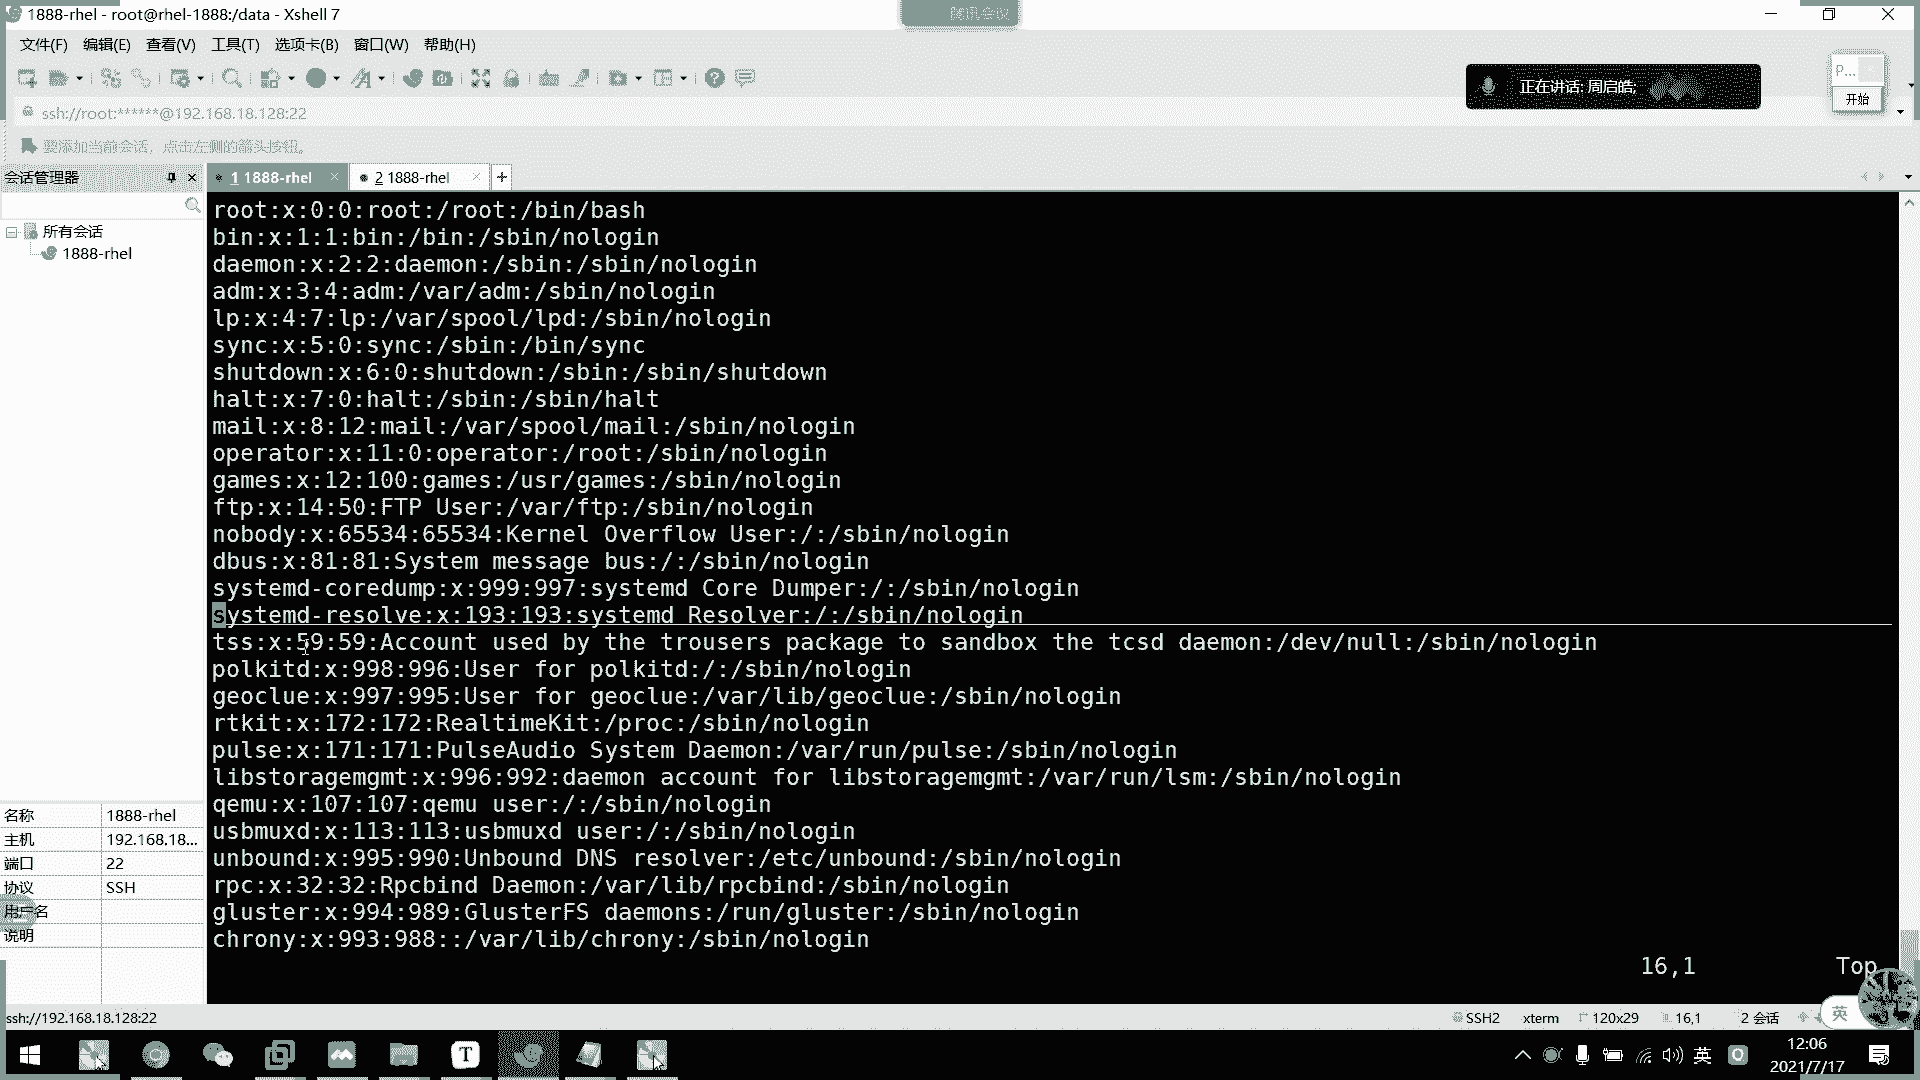 1888-rhel - root@rhel-1888:/data - Xshell 7
腾讯会议
文件(F) 编辑(E) 查看(V) 工具(T) 选项卡(B) 窗口(W) 帮助(H)
正在讲话: 周启皓;
P...
开始
ssh://root:******@192.168.18.128:22
要添加当前会话，点击左侧的箭头按钮。
会话管理器
1 1888-rhel
2 1888-rhel
所有会话
1888-rhel
root:x:0:0:root:/root:/bin/bash
bin:x:1:1:bin:/bin:/sbin/nologin
daemon:x:2:2:daemon:/sbin:/sbin/nologin
adm:x:3:4:adm:/var/adm:/sbin/nologin
lp:x:4:7:lp:/var/spool/lpd:/sbin/nologin
sync:x:5:0:sync:/sbin:/bin/sync
shutdown:x:6:0:shutdown:/sbin:/sbin/shutdown
halt:x:7:0:halt:/sbin:/sbin/halt
mail:x:8:12:mail:/var/spool/mail:/sbin/nologin
operator:x:11:0:operator:/root:/sbin/nologin
games:x:12:100:games:/usr/games:/sbin/nologin
ftp:x:14:50:FTP User:/var/ftp:/sbin/nologin
nobody:x:65534:65534:Kernel Overflow User:/:/sbin/nologin
dbus:x:81:81:System message bus:/:/sbin/nologin
systemd-coredump:x:999:997:systemd Core Dumper:/:/sbin/nologin
systemd-resolve:x:193:193:systemd Resolver:/:/sbin/nologin
tss:x:59:59:Account used by the trousers package to sandbox the tcsd daemon:/dev/null:/sbin/nologin
polkitd:x:998:996:User for polkitd:/:/sbin/nologin
geoclue:x:997:995:User for geoclue:/var/lib/geoclue:/sbin/nologin
rtkit:x:172:172:RealtimeKit:/proc:/sbin/nologin
pulse:x:171:171:PulseAudio System Daemon:/var/run/pulse:/sbin/nologin
libstoragemgmt:x:996:992:daemon account for libstoragemgmt:/var/run/lsm:/sbin/nologin
qemu:x:107:107:qemu user:/:/sbin/nologin
usbmuxd:x:113:113:usbmuxd user:/:/sbin/nologin
unbound:x:995:990:Unbound DNS resolver:/etc/unbound:/sbin/nologin
rpc:x:32:32:Rpcbind Daemon:/var/lib/rpcbind:/sbin/nologin
gluster:x:994:989:GlusterFS daemons:/run/gluster:/sbin/nologin
chrony:x:993:988::/var/lib/chrony:/sbin/nologin
16,1 Top
名称 1888-rhel
主机 192.168.18...
端口 22
协议 SSH
用户名
说明
ssh://192.168.18.128:22
SSH2 xterm 120x29 16,1 2 会话
英
T
英
12:06
2021/7/17